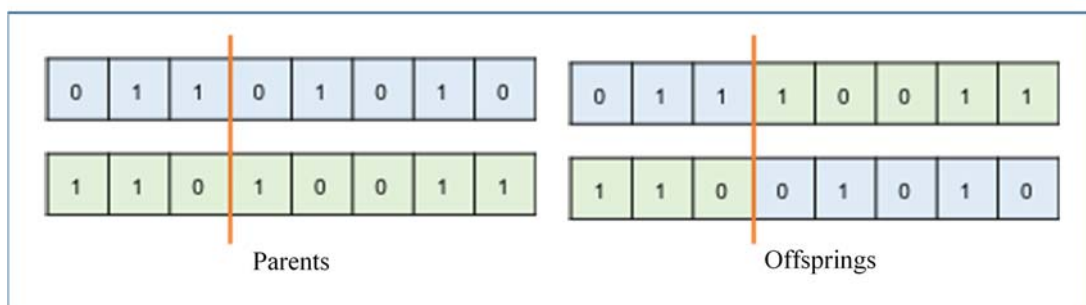 0 1 1 0 1 0 1 0
0 1 1 1 0 0 1 1
1 1 0 1 0 0 1 1
1 1 0 0 1 0 1 0
Parents
Offsprings